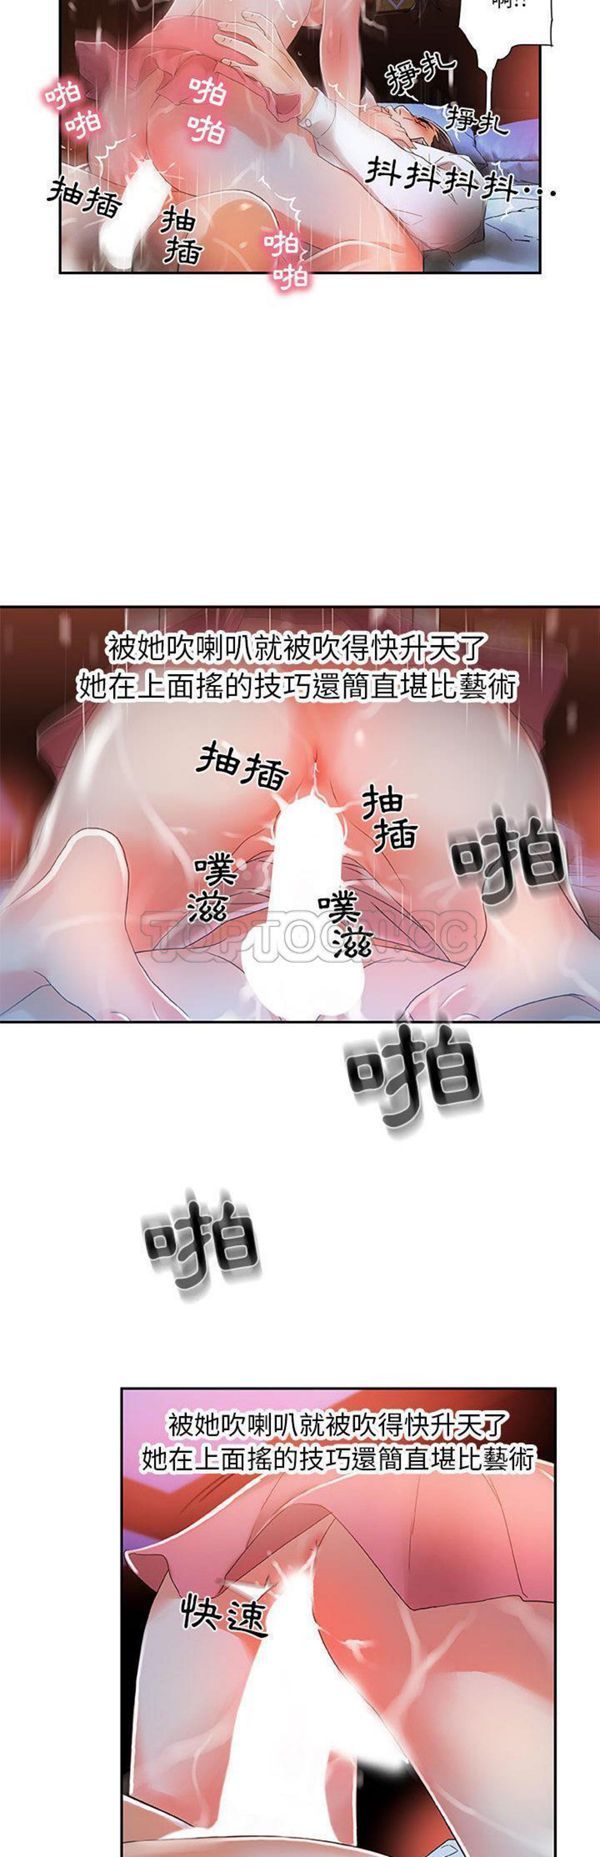 啊!!
掙扎
啪
啪
啪
啪
掙扎
抖抖抖抖...
抽插
抽插
啪
啪
被她吹喇叭就被吹得快升天了
她在上面搖的技巧還簡直堪比藝術
抽插
抽插
啪
噗滋
噗滋
TOPTOON.CC
啪
啪
被她吹喇叭就被吹得快升天了
她在上面搖的技巧還簡直堪比藝術
快速